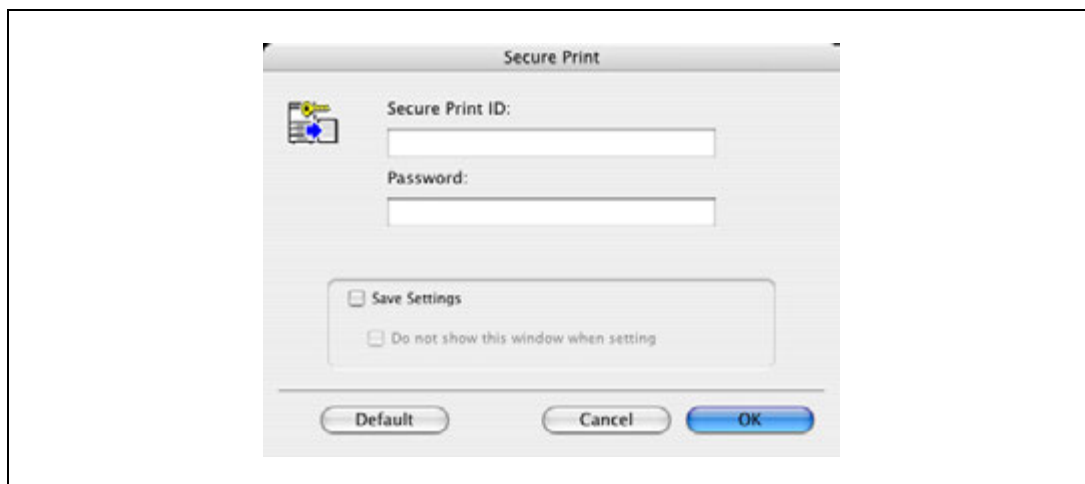 Secure Print
Secure Print ID:
Password:
Save Settings
Do not show this window when setting
Default Cancel OK